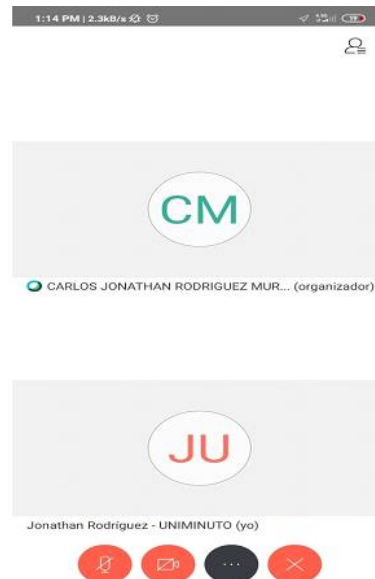 1:14 PM | 2.3kB/s
CM
CARLOS JONATHAN RODRIGUEZ MUR... (organizador)
JU
Jonathan Rodríguez - UNIMINUTO (yo)